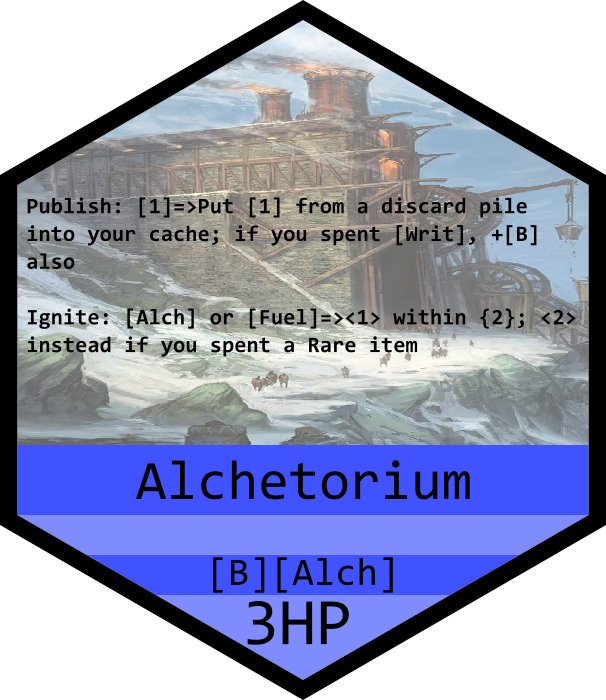 Publish: [1]=>Put [1] from a discard pile
into your cache; if you spent [Writ], +[B]
also
Ignite: [Alch] or [Fuel]=><1> within {2}; <2>
instead if you spent a Rare item
Alchetorium
[B][Alch]
3HP